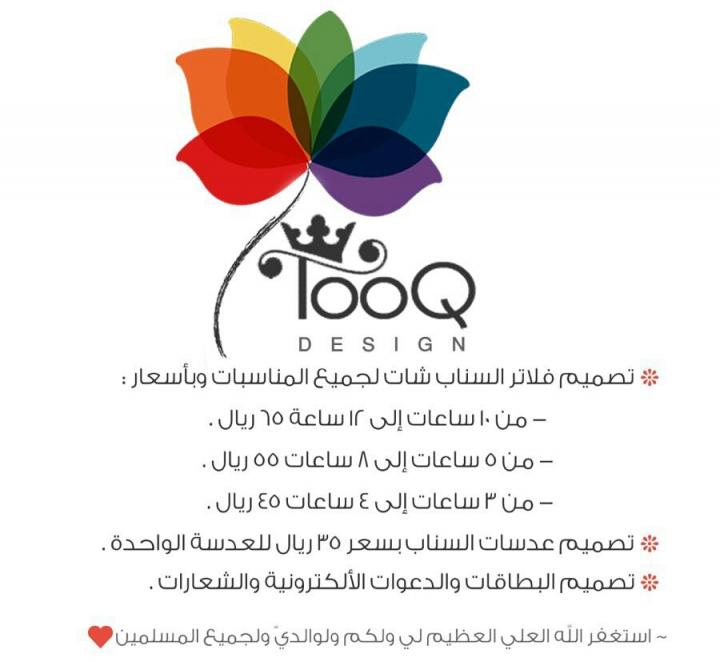 TooQ
DESIGN
تصميم فلاتر السناب شات لجميع المناسبات وبأسعار :
– من ١٠ ساعات إلى ١٢ ساعة ٦٥ ريال .
– من ٥ ساعات إلى ٨ ساعات ٥٥ ريال .
– من ٣ ساعات إلى ٤ ساعات ٤٥ ريال .
تصميم عدسات السناب بسعر ٣٥ ريال للعدسة الواحدة .
تصميم البطاقات والدعوات الألكترونية والشعارات .
~ استغفر الله العلي العظيم لي ولكم ولوالديّ ولجميع المسلمين